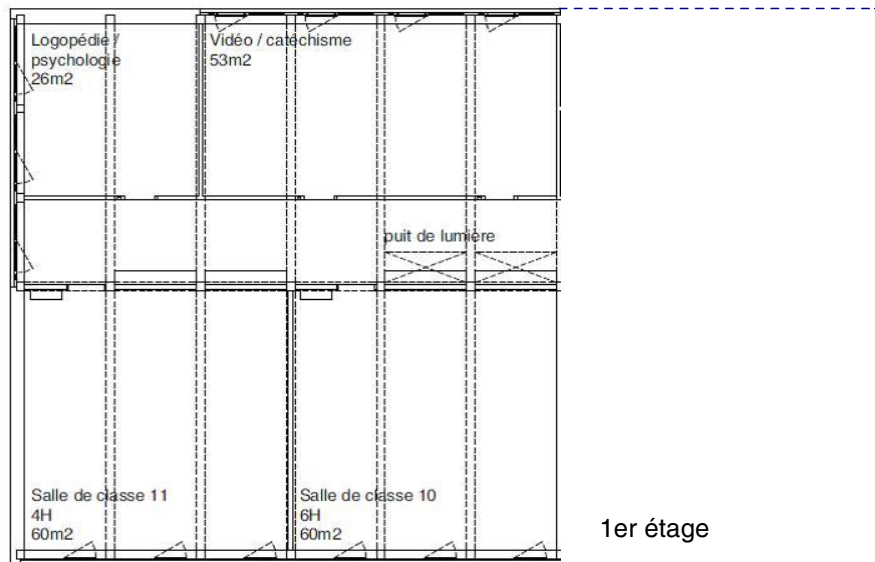 Logopédie /
psychologie
26m2
Vidéo / catéchisme
53m2
puit de lumière
Salle de classe 11
4H
60m2
Salle de classe 10
6H
60m2
1er étage